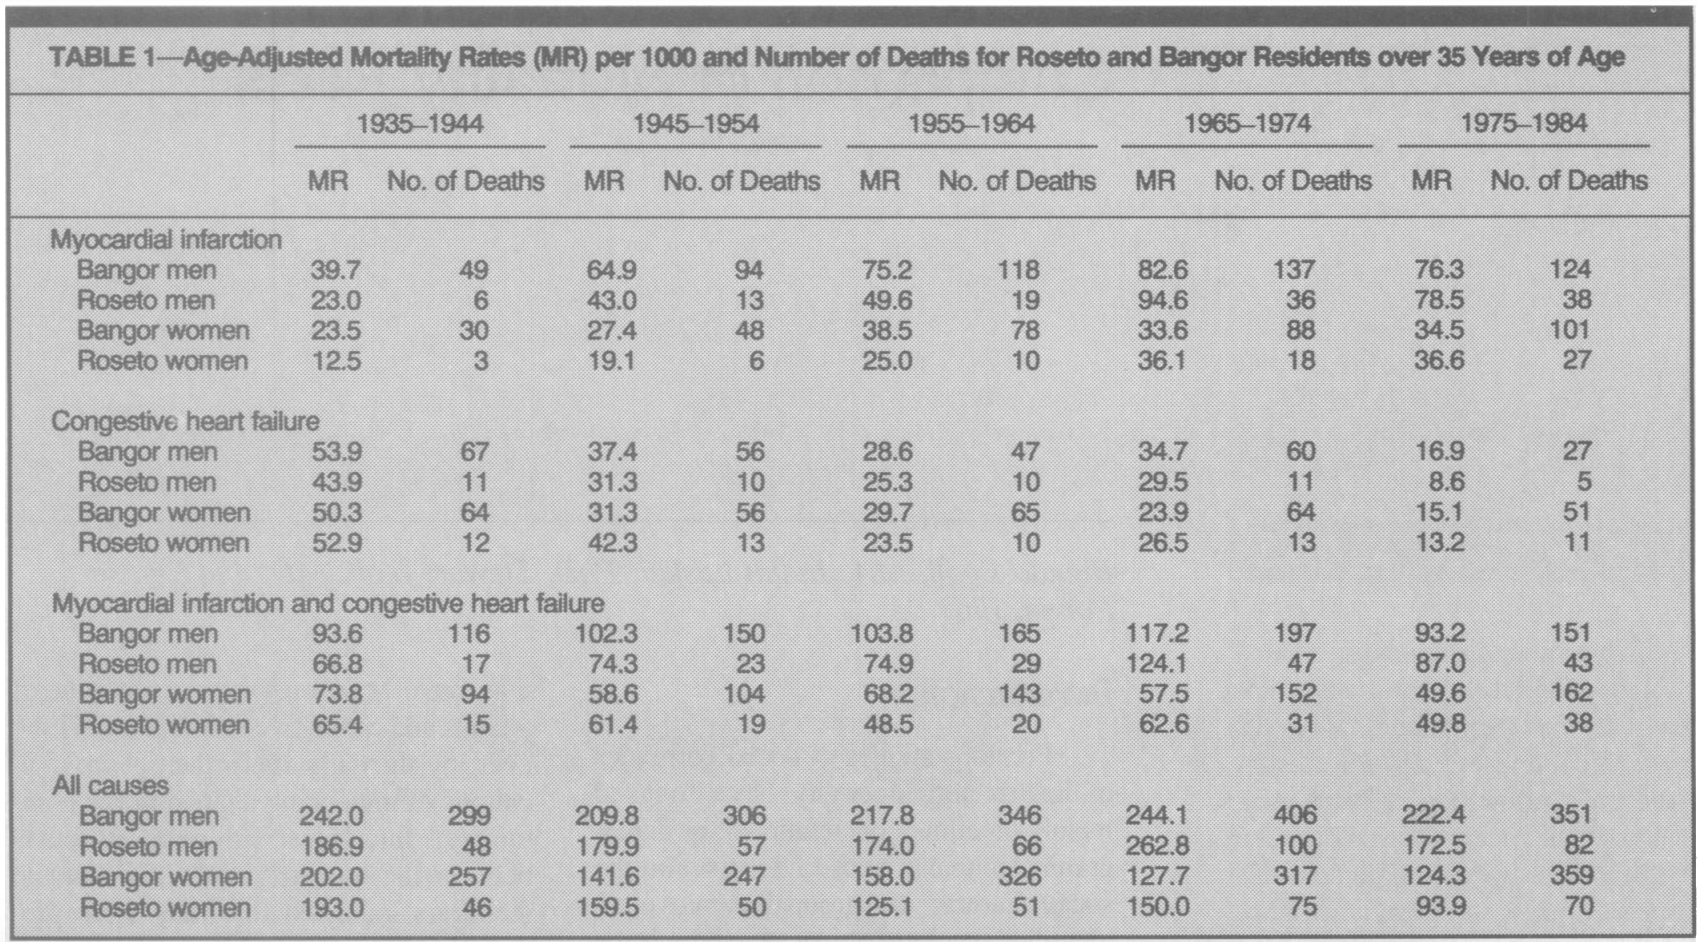 TABLE 1—Age-Adjusted Mortality Rates (MR) per 1000 and Number of Deaths for Roseto and Bangor Residents over 35 Years of Age
1935–1944 1945–1954 1955–1964 1965–1974 1975–1984
MR No. of Deaths MR No. of Deaths MR No. of Deaths MR No. of Deaths MR No. of Deaths
Myocardial infarction
Bangor men 39.7 49 64.9 94 75.2 118 82.6 137 76.3 124
Roseto men 23.0 6 43.0 13 49.6 19 94.6 36 78.5 38
Bangor women 23.5 30 27.4 48 38.5 78 33.6 88 34.5 101
Roseto women 12.5 3 19.1 6 25.0 10 36.1 18 36.6 27
Congestive heart failure
Bangor men 53.9 67 37.4 56 28.6 47 34.7 60 16.9 27
Roseto men 43.9 11 31.3 10 25.3 10 29.5 11 8.6 5
Bangor women 50.3 64 31.3 56 29.7 65 23.9 64 15.1 51
Roseto women 52.9 12 42.3 13 23.5 10 26.5 13 13.2 11
Myocardial infarction and congestive heart failure
Bangor men 93.6 116 102.3 150 103.8 165 117.2 197 93.2 151
Roseto men 66.8 17 74.3 23 74.9 29 124.1 47 87.0 43
Bangor women 73.8 94 58.6 104 68.2 143 57.5 152 49.6 162
Roseto women 65.4 15 61.4 19 48.5 20 62.6 31 49.8 38
All causes
Bangor men 242.0 299 209.8 306 217.8 346 244.1 406 222.4 351
Roseto men 186.9 48 179.9 57 174.0 66 262.8 100 172.5 82
Bangor women 202.0 257 141.6 247 158.0 326 127.7 317 124.3 359
Roseto women 193.0 46 159.5 50 125.1 51 150.0 75 93.9 70